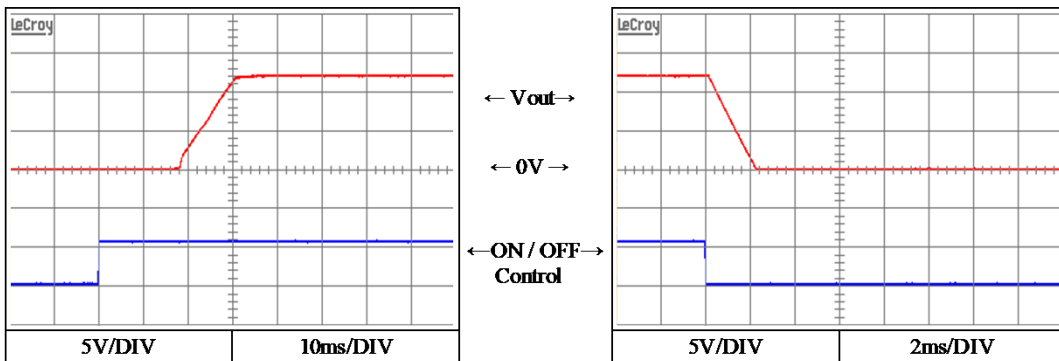 LeCroy
LeCroy
← Vout→
← 0V →
←ON / OFF→
Control
5V/DIV
10ms/DIV
5V/DIV
2ms/DIV